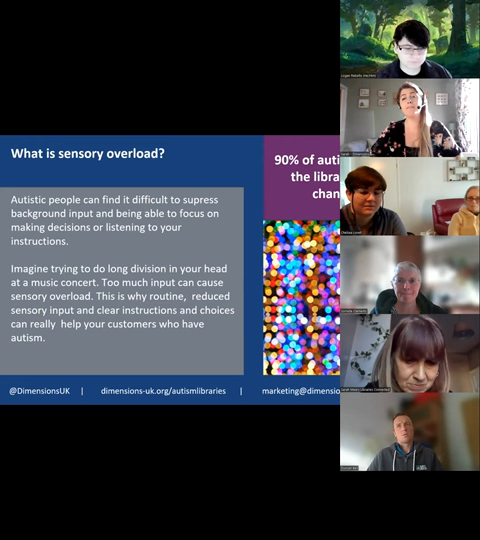 What is sensory overload?
Autistic people can find it difficult to supress
background input and being able to focus on
making decisions or listening to your
instructions.
Imagine trying to do long division in your head
at a music concert. Too much input can cause
sensory overload. This is why routine, reduced
sensory input and clear instructions and choices
can really help your customers who have
autism.
90% of auti
the libra
chan
@DimensionsUK | dimensions-uk.org/autismlibraries | marketing@dimensio